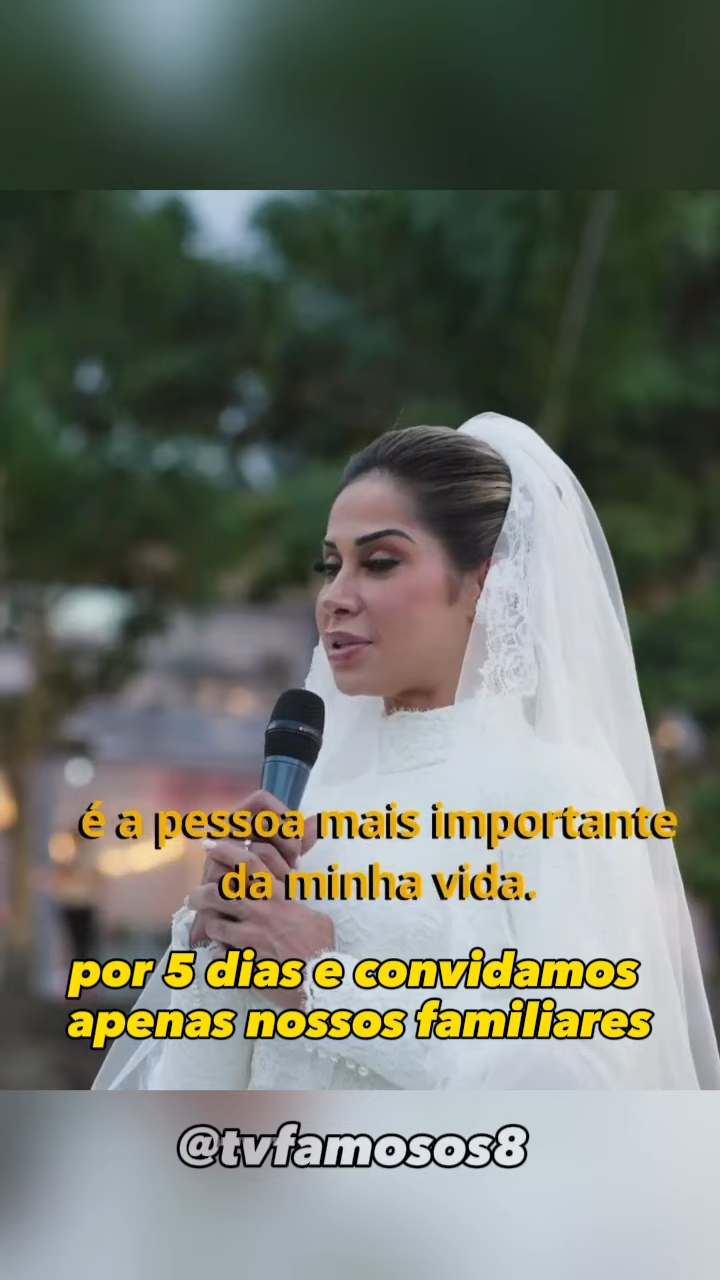 é a pessoa mais importante
da minha vida.
por 5 dias e convidamos
apenas nossos familiares
@tvfamosos8